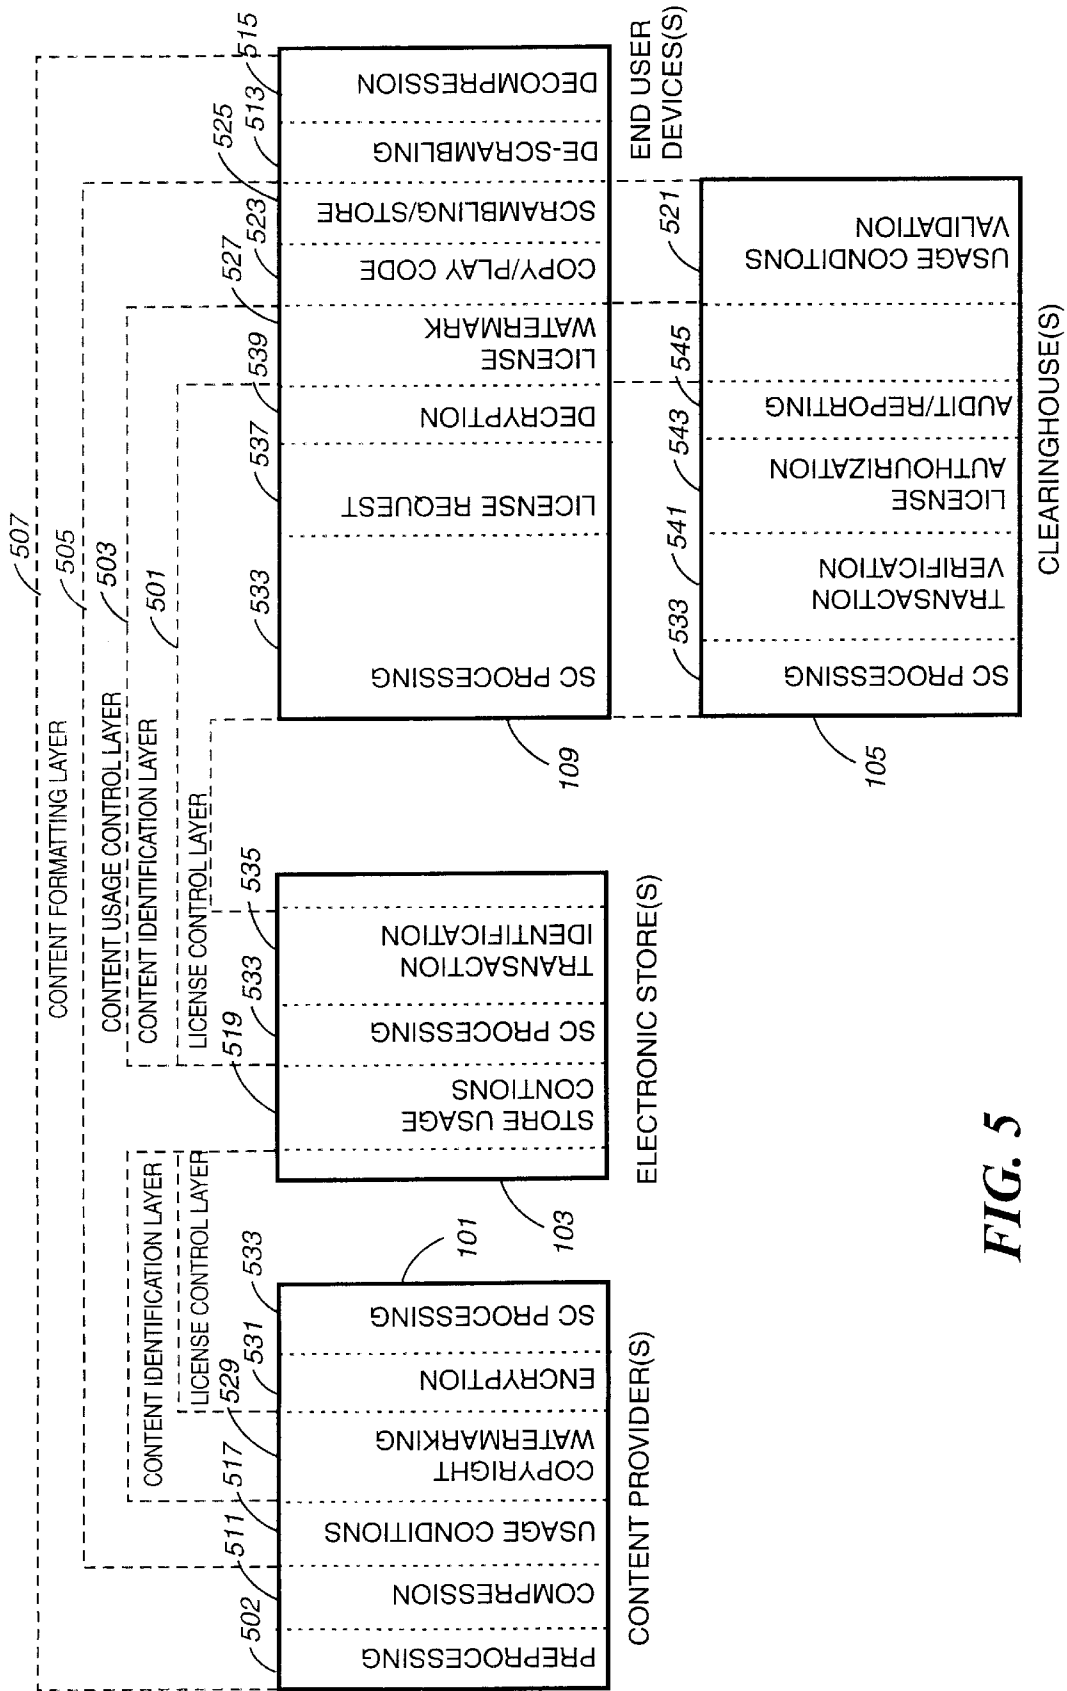 507
CONTENT FORMATTING LAYER
505
CONTENT USAGE CONTROL LAYER
503
CONTENT IDENTIFICATION LAYER
501
LICENSE CONTROL LAYER
CONTENT IDENTIFICATION LAYER
LICENSE CONTROL LAYER
502
511
517
529
531
533
PREPROCESSING
COMPRESSION
USAGE CONDITIONS
COPYRIGHT
WATERMARKING
ENCRYPTION
SC PROCESSING
101
CONTENT PROVIDER(S)
519
533
535
STORE USAGE
CONTIONS
SC PROCESSING
TRANSACTION
IDENTIFICATION
103
ELECTRONIC STORE(S)
533
537
539
527
523
525
513
515
SC PROCESSING
LICENSE REQUEST
DECRYPTION
LICENSE
WATERMARK
COPY/PLAY CODE
SCRAMBLING/STORE
DE-SCRAMBLING
DECOMPRESSION
109
END USER
DEVICES(S)
533
541
543
545
521
SC PROCESSING
TRANSACTION
VERIFICATION
LICENSE
AUTHOURIZATION
AUDIT/REPORTING
USAGE CONDITONS
VALIDATION
105
CLEARINGHOUSE(S)
FIG. 5